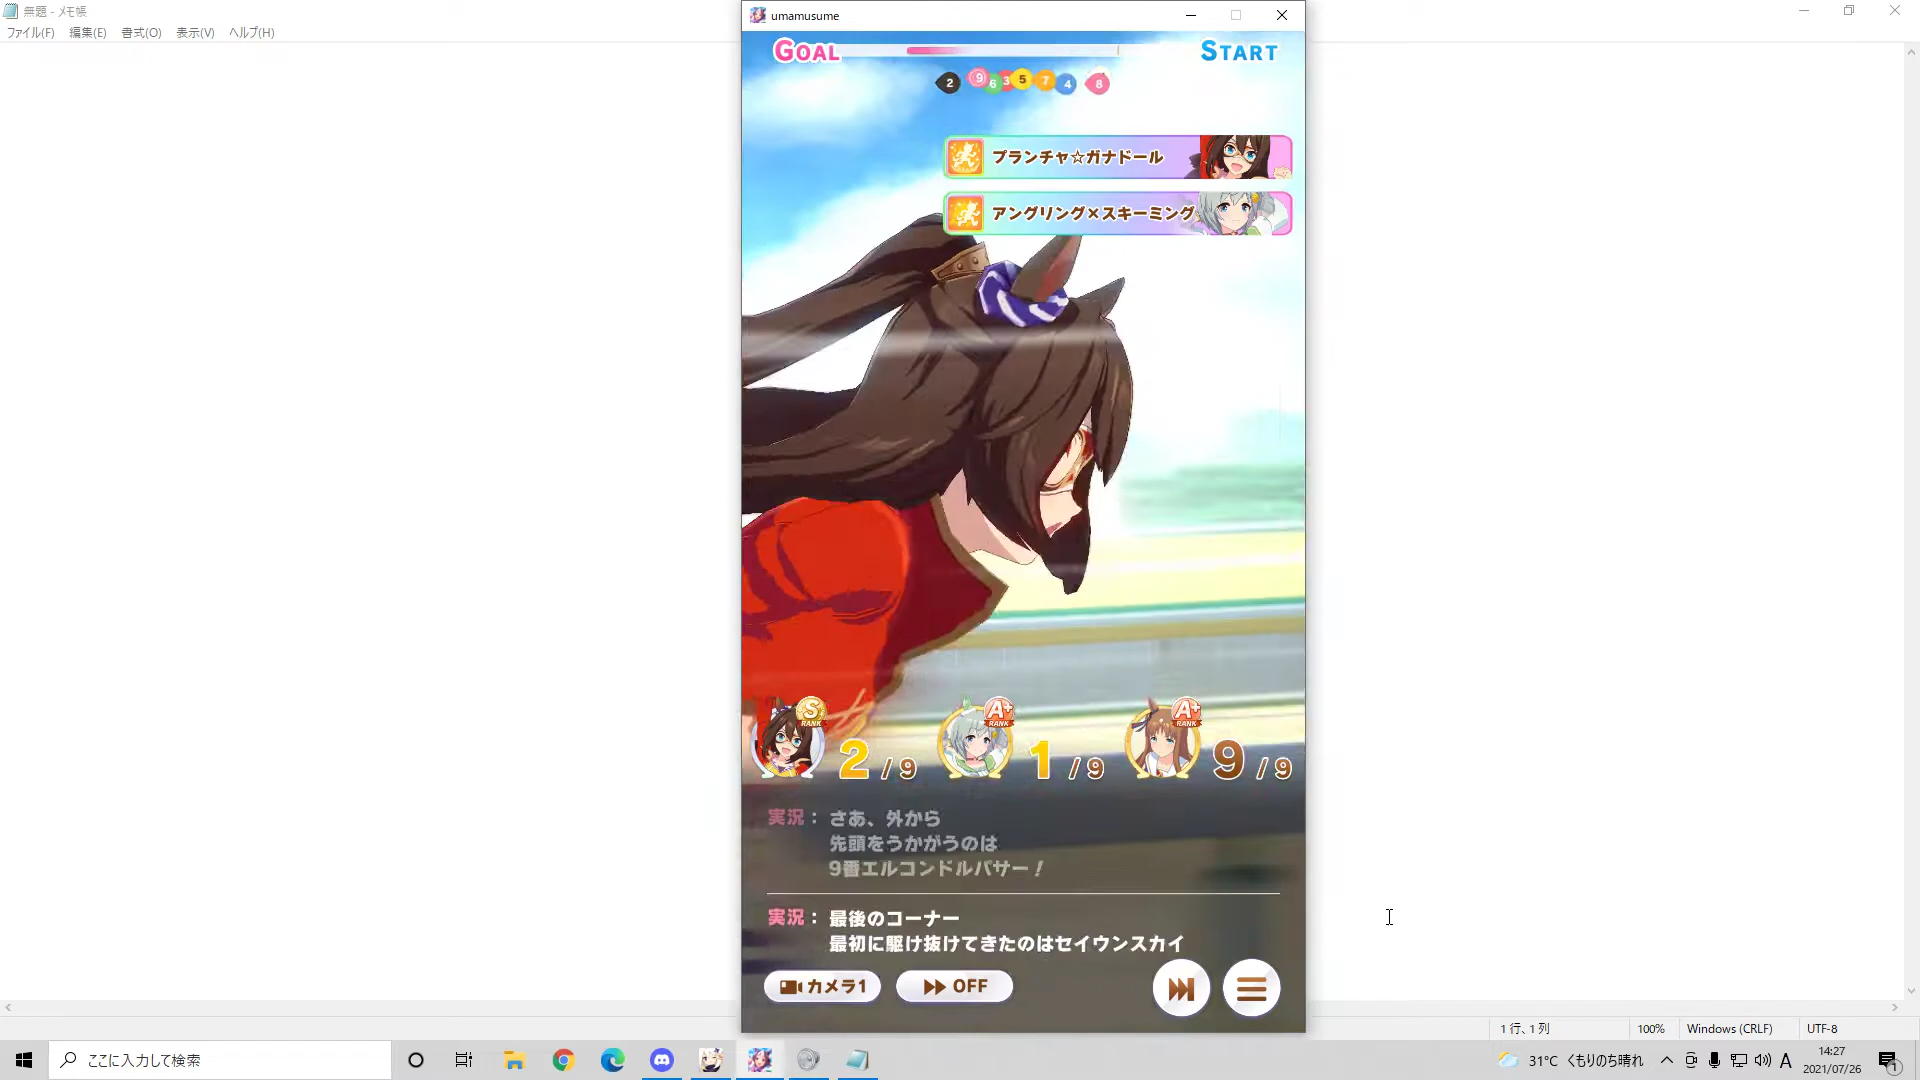 無題 - メモ帳
ファイル(F) 編集(E) 書式(O) 表示(V) ヘルプ(H)
umamusume
GOAL
START
2 9 6 3 5 7 4 8
プランチャ☆ガナドール
アングリング×スキーミング
S RANK
2 / 9
A+ RANK
1 / 9
A+ RANK
9 / 9
実況： さあ、外から
先頭をうかがうのは
9番エルコンドルパサー！
実況： 最後のコーナー
最初に駆け抜けてきたのはセイウンスカイ
カメラ1
OFF
1 行、1 列
100%
Windows (CRLF)
UTF-8
ここに入力して検索
31°C くもりのち晴れ
A
14:27
2021/07/26
1